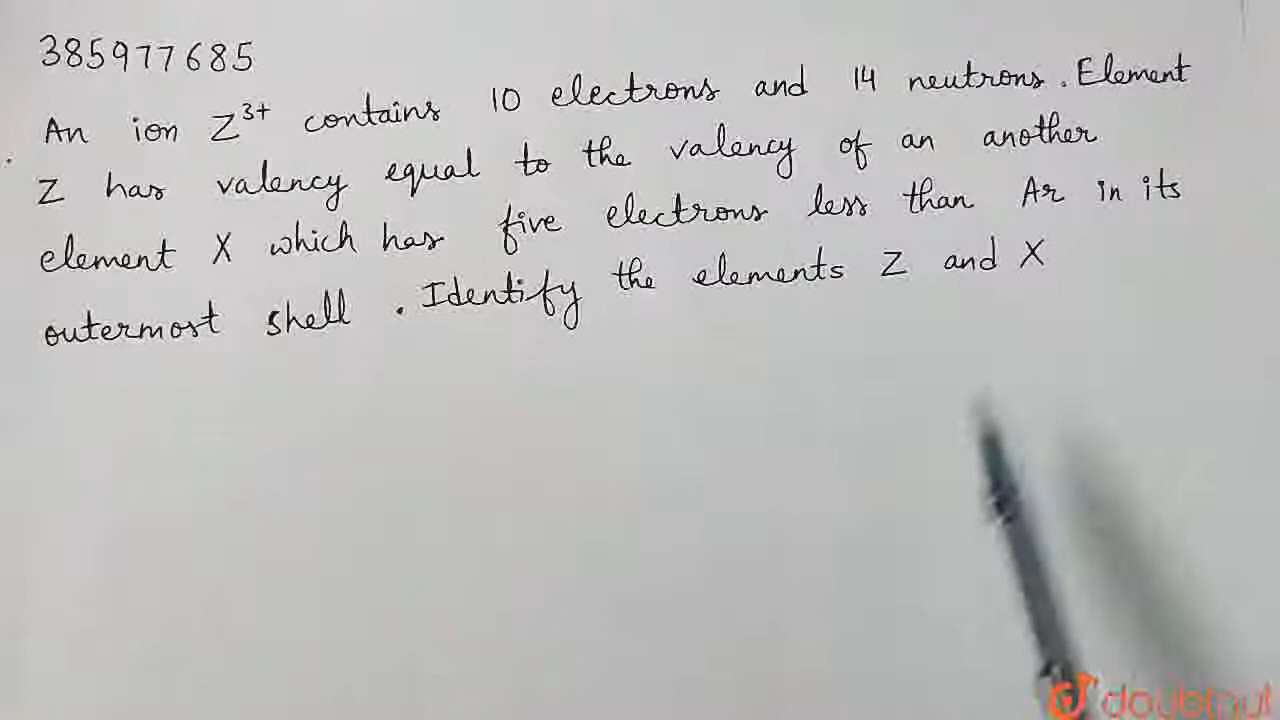 385977685
An ion Z³⁺ contains 10 electrons and 14 neutrons. Element
Z has valency equal to the valency of an another
element X which has five electrons less than Ar in its
outermost shell. Identify the elements Z and X
doubtnut